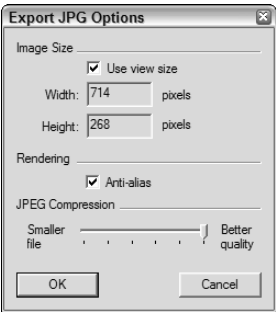 Export JPG Options
Image Size
Use view size
Width: 714 pixels
Height: 268 pixels
Rendering
Anti-alias
JPEG Compression
Smaller file Better quality
OK Cancel